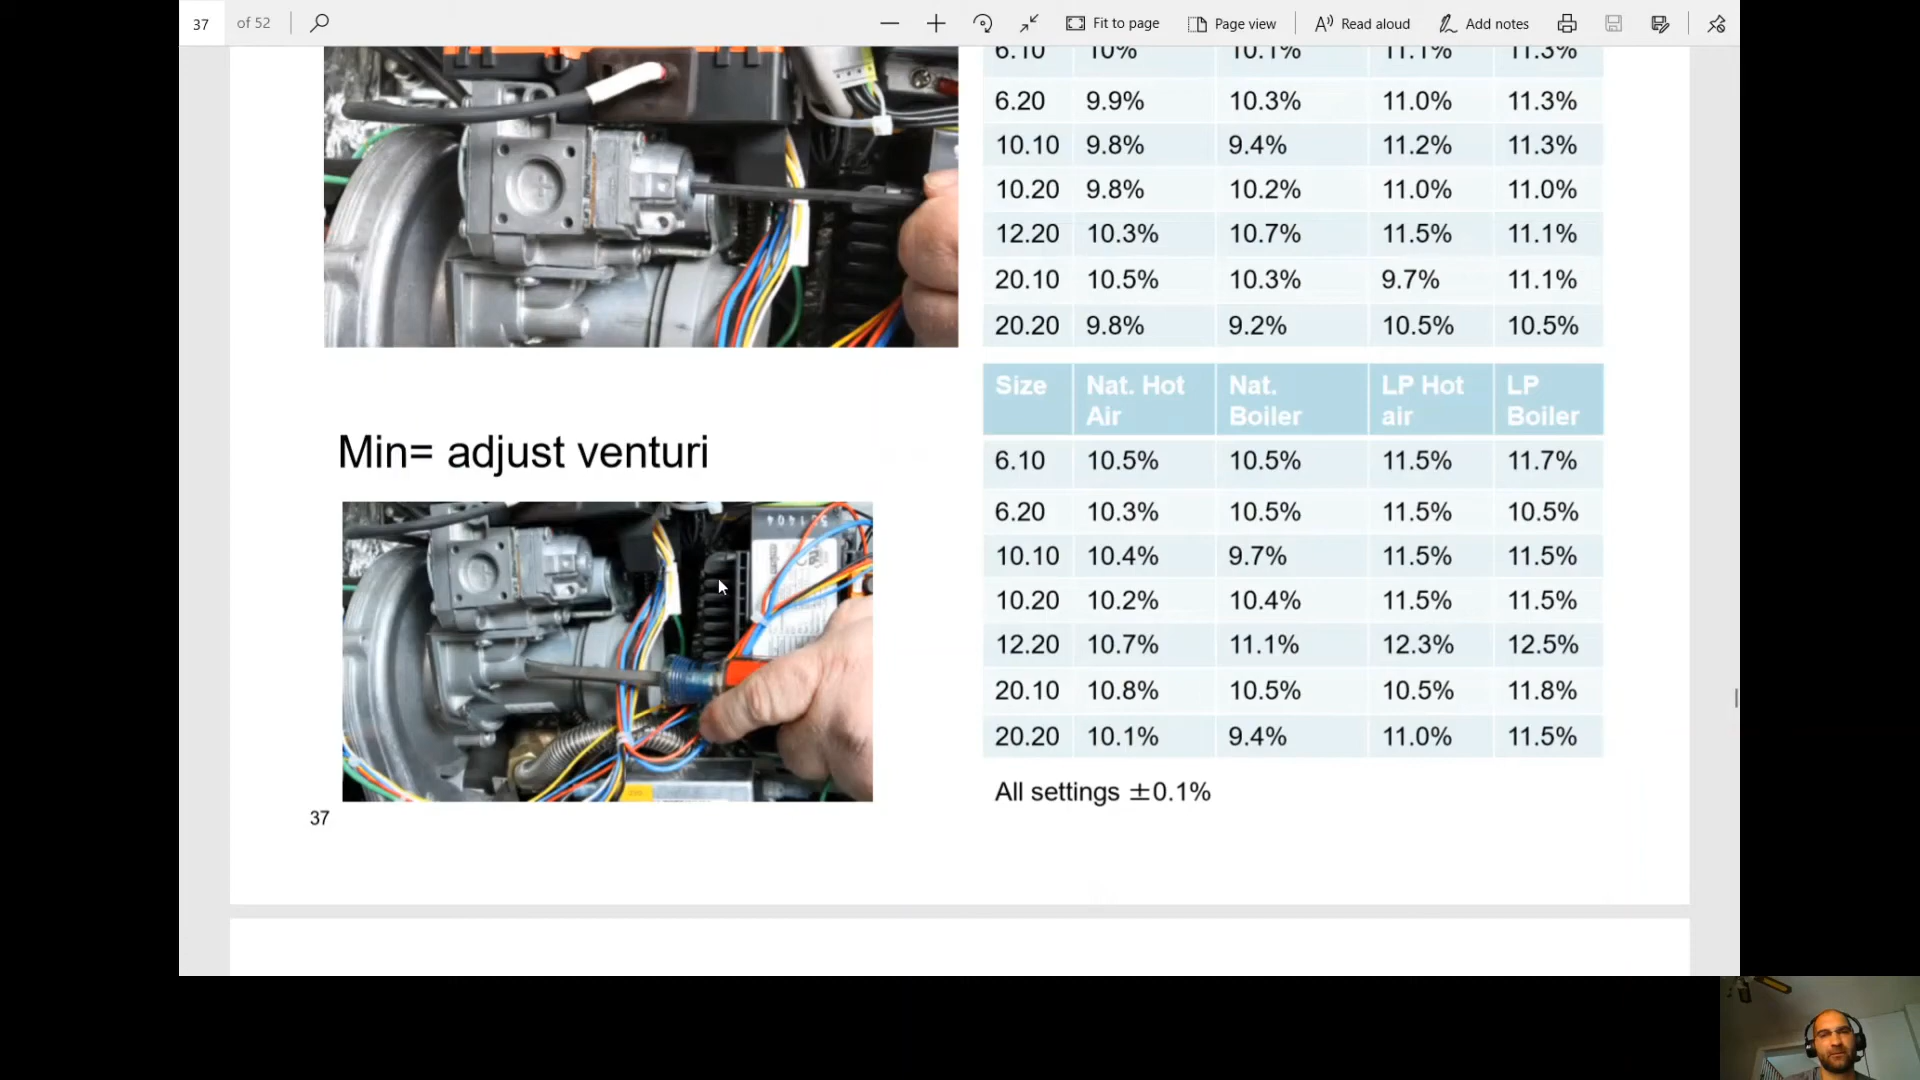 37 of 52 Fit to page Page view Read aloud Add notes
6.10 10% 10.1% 11.1% 11.3%
6.20 9.9% 10.3% 11.0% 11.3%
10.10 9.8% 9.4% 11.2% 11.3%
10.20 9.8% 10.2% 11.0% 11.0%
12.20 10.3% 10.7% 11.5% 11.1%
20.10 10.5% 10.3% 9.7% 11.1%
20.20 9.8% 9.2% 10.5% 10.5%
Min= adjust venturi
Size Nat. Hot Air Nat. Boiler LP Hot air LP Boiler
6.10 10.5% 10.5% 11.5% 11.7%
6.20 10.3% 10.5% 11.5% 10.5%
10.10 10.4% 9.7% 11.5% 11.5%
10.20 10.2% 10.4% 11.5% 11.5%
12.20 10.7% 11.1% 12.3% 12.5%
20.10 10.8% 10.5% 10.5% 11.8%
20.20 10.1% 9.4% 11.0% 11.5%
All settings ±0.1%
37